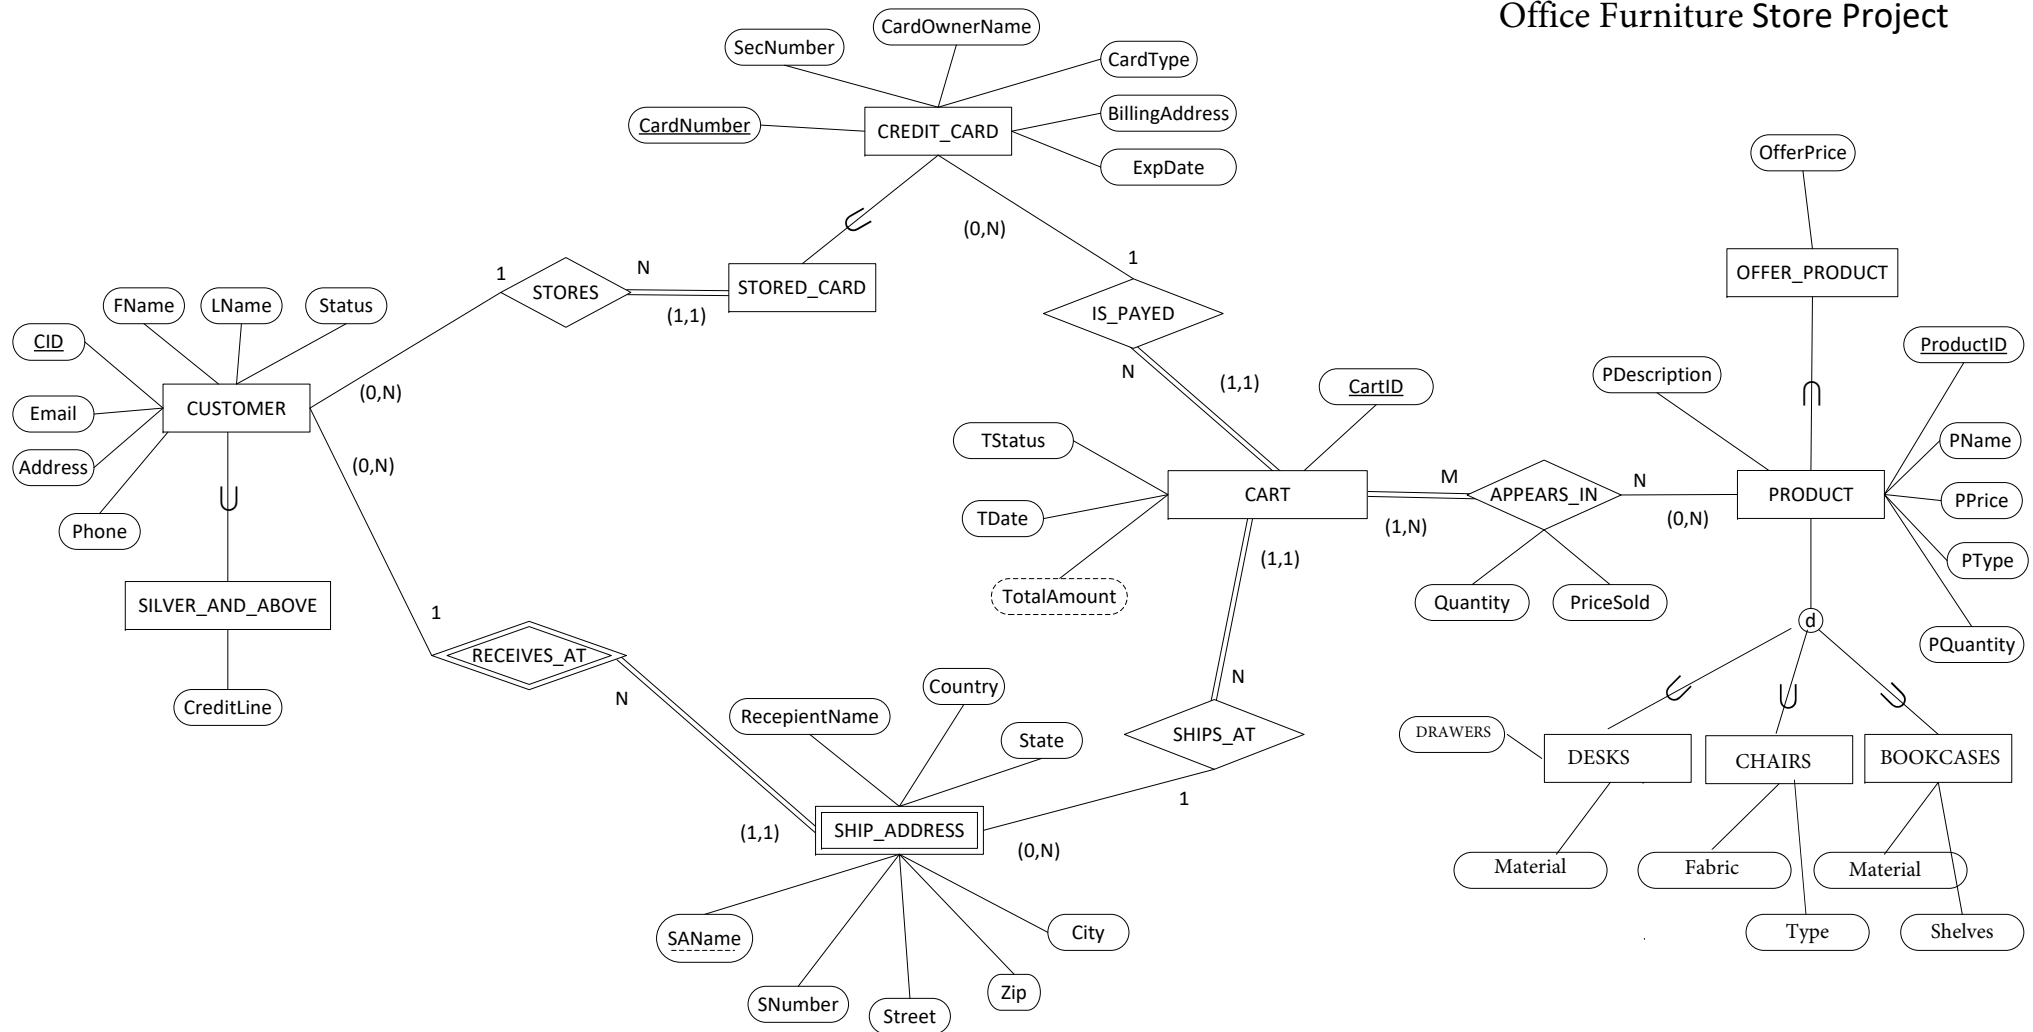 Office Furniture Store Project
CardOwnerName
SecNumber
CardType
CardNumber
CREDIT_CARD
BillingAddress
ExpDate
OfferPrice
(0,N)
1
OFFER_PRODUCT
1
N
STORES
STORED_CARD
(1,1)
IS_PAYED
FName
LName
Status
CID
ProductID
N
(1,1)
CartID
PDescription
(0,N)
CUSTOMER
Email
TStatus
PName
Address
(0,N)
M
N
CART
APPEARS_IN
PRODUCT
PPrice
TDate
(1,N)
(0,N)
Phone
(1,1)
PType
TotalAmount
Quantity
PriceSold
SILVER_AND_ABOVE
1
d
PQuantity
RECEIVES_AT
N
N
Country
CreditLine
RecepientName
State
SHIPS_AT
DRAWERS
DESKS
CHAIRS
BOOKCASES
1
(1,1)
SHIP_ADDRESS
(0,N)
Material
Fabric
Material
SAName
City
Type
Shelves
SNumber
Street
Zip